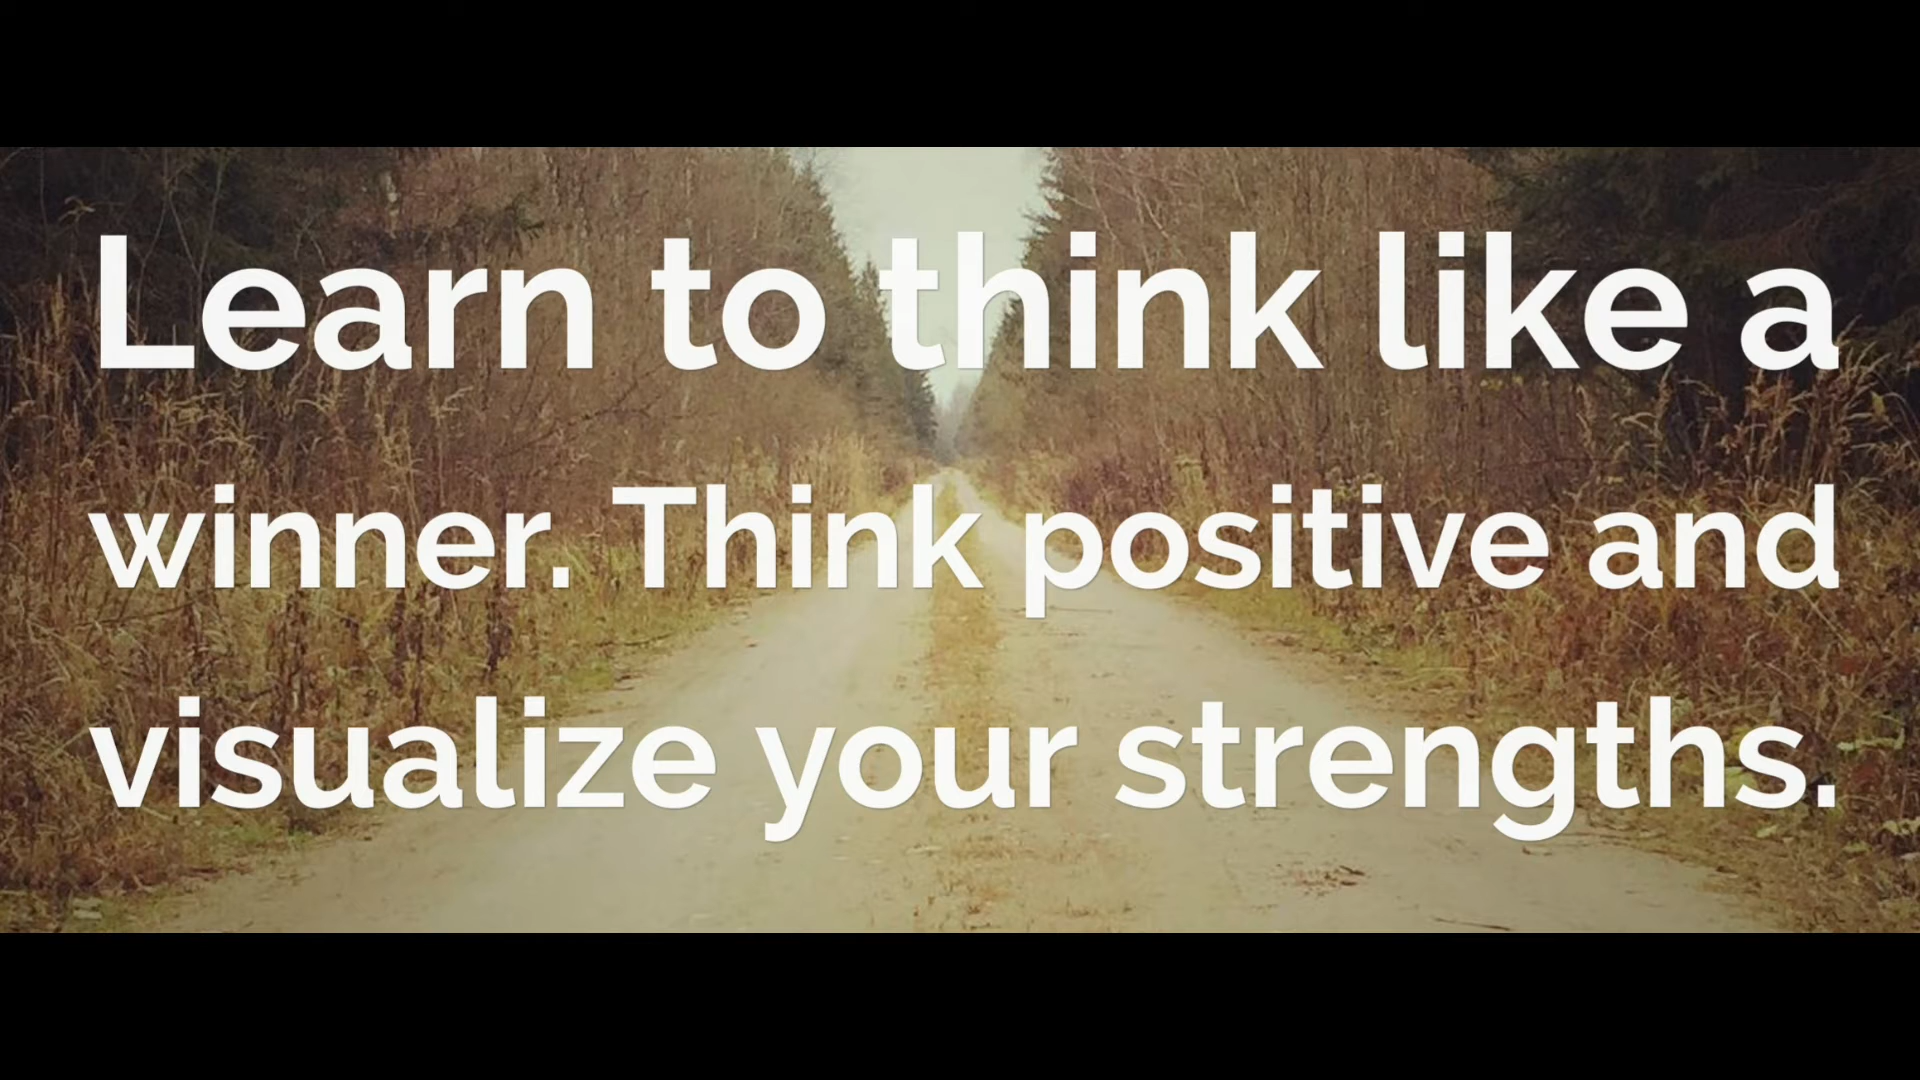 Learn to think like a
winner. Think positive and
visualize your strengths.